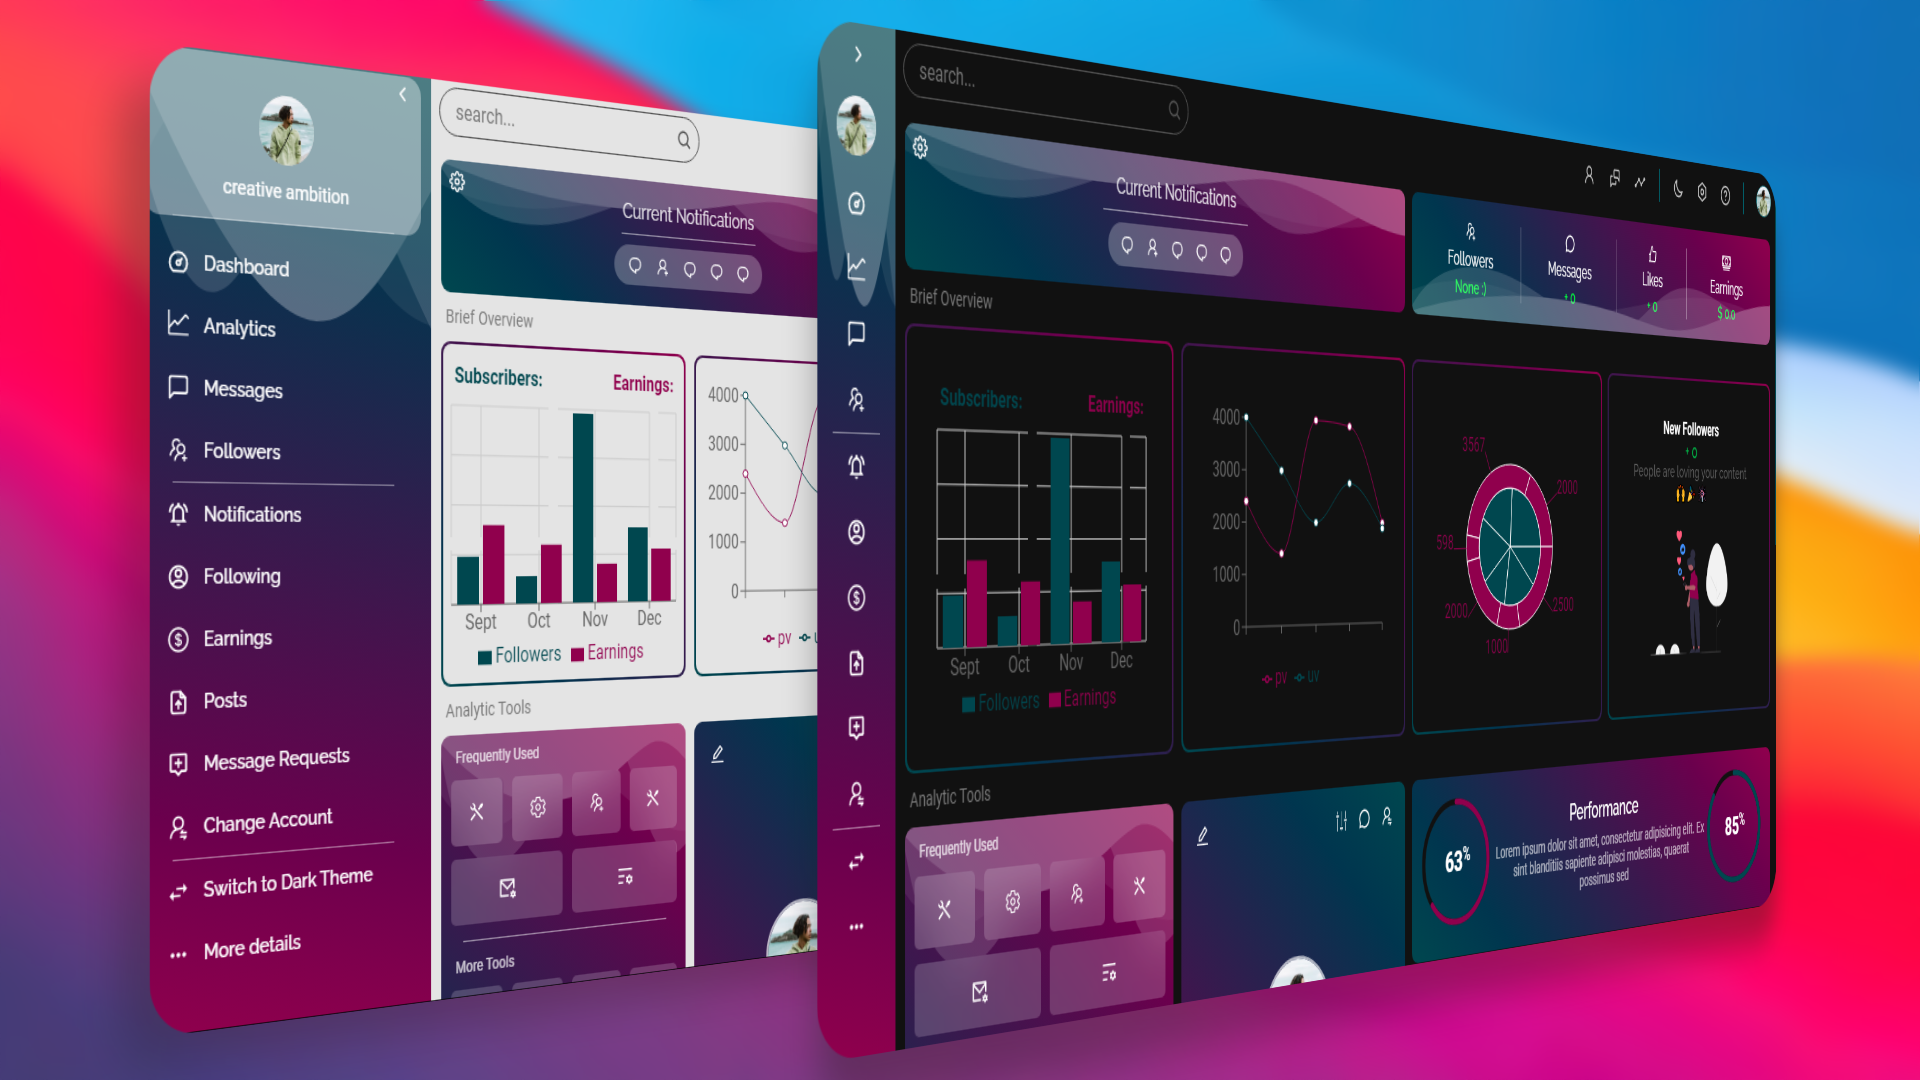 creative ambition
Dashboard
Analytics
Messages
Followers
Notifications
Following
Earnings
Posts
Message Requests
Change Account
Switch to Dark Theme
More details
search...
Current Notifications
Brief Overview
Subscribers: Earnings:
Sept Oct Nov Dec
Followers Earnings
4000
3000
2000
1000
0
pv
Analytic Tools
Frequently Used
More Tools
search...
Current Notifications
Followers
None :)
Messages
+ 0
Likes
+ 0
Earnings
$ 0.0
Brief Overview
Subscribers: Earnings:
Sept Oct Nov Dec
Followers Earnings
4000
3000
2000
1000
0
pv uv
3567
2000
598
2000
2500
1000
New Followers
+ 0
People are loving your content
Analytic Tools
Frequently Used
63%
Performance
Lorem ipsum dolor sit amet, consectetur adipisicing elit. Ex
sint blanditiis sapiente adipisci molestias, quaerat
possimus sed
85%